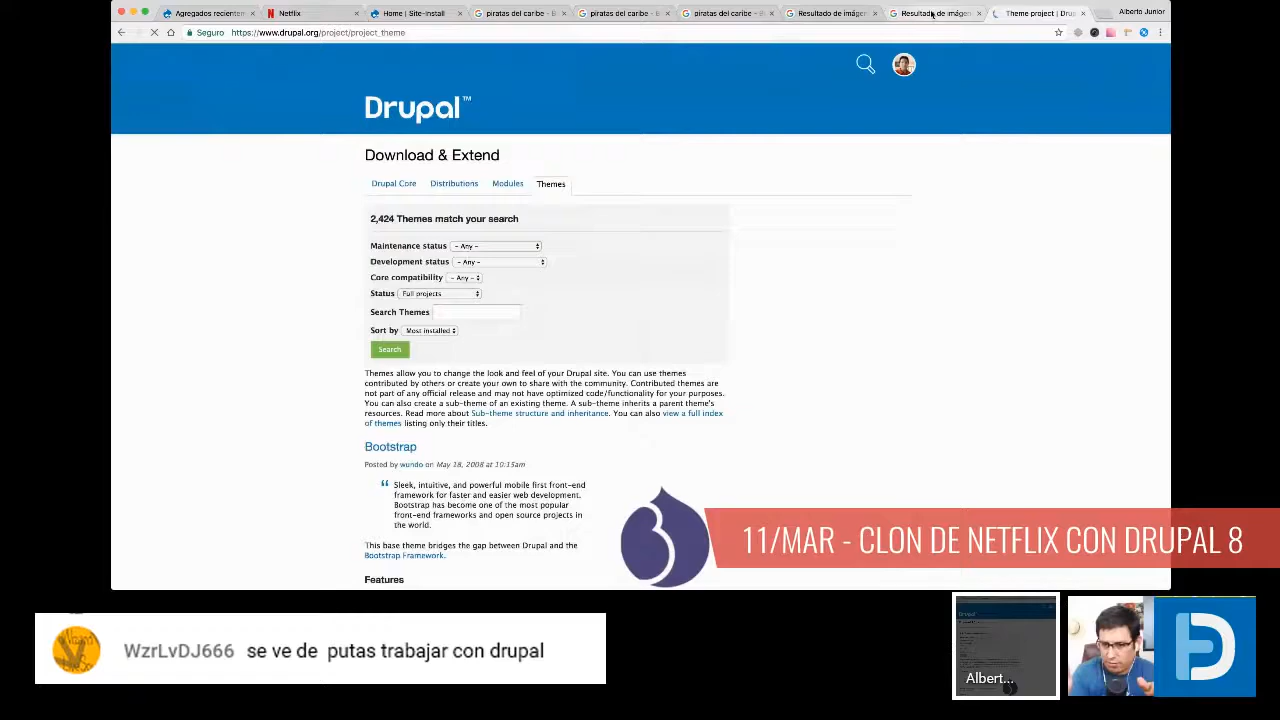 Agregados recienten
Netflix
Home | Site-Install
piratas del caribe - B
piratas del caribe - B
piratas del caribe - B
Resultado de imágen
Resultado de imágen
Theme project | Drup
Alberto Junior
Seguro https://www.drupal.org/project/project_theme
Drupal™
Download & Extend
Drupal Core Distributions Modules Themes
2,424 Themes match your search
Maintenance status - Any -
Development status - Any -
Core compatibility - Any -
Status Full projects
Search Themes
Sort by Most installed
Search
Themes allow you to change the look and feel of your Drupal site. You can use themes
contributed by others or create your own to share with the community. Contributed themes are
not part of any official release and may not have optimized code/functionality for your purposes.
You can also create a sub-theme of an existing theme. A sub-theme inherits a parent theme's
resources. Read more about Sub-theme structure and inheritance. You can also view a full index
of themes listing only their titles.
Bootstrap
Posted by wundo on May 18, 2008 at 10:15am
“ Sleek, intuitive, and powerful mobile first front-end
framework for faster and easier web development.
Bootstrap has become one of the most popular
front-end frameworks and open source projects in
the world.
This base theme bridges the gap between Drupal and the
Bootstrap Framework.
Features
11/MAR - CLON DE NETFLIX CON DRUPAL 8
WzrLvDJ666 se ve de putas trabajar con drupal
Albert...